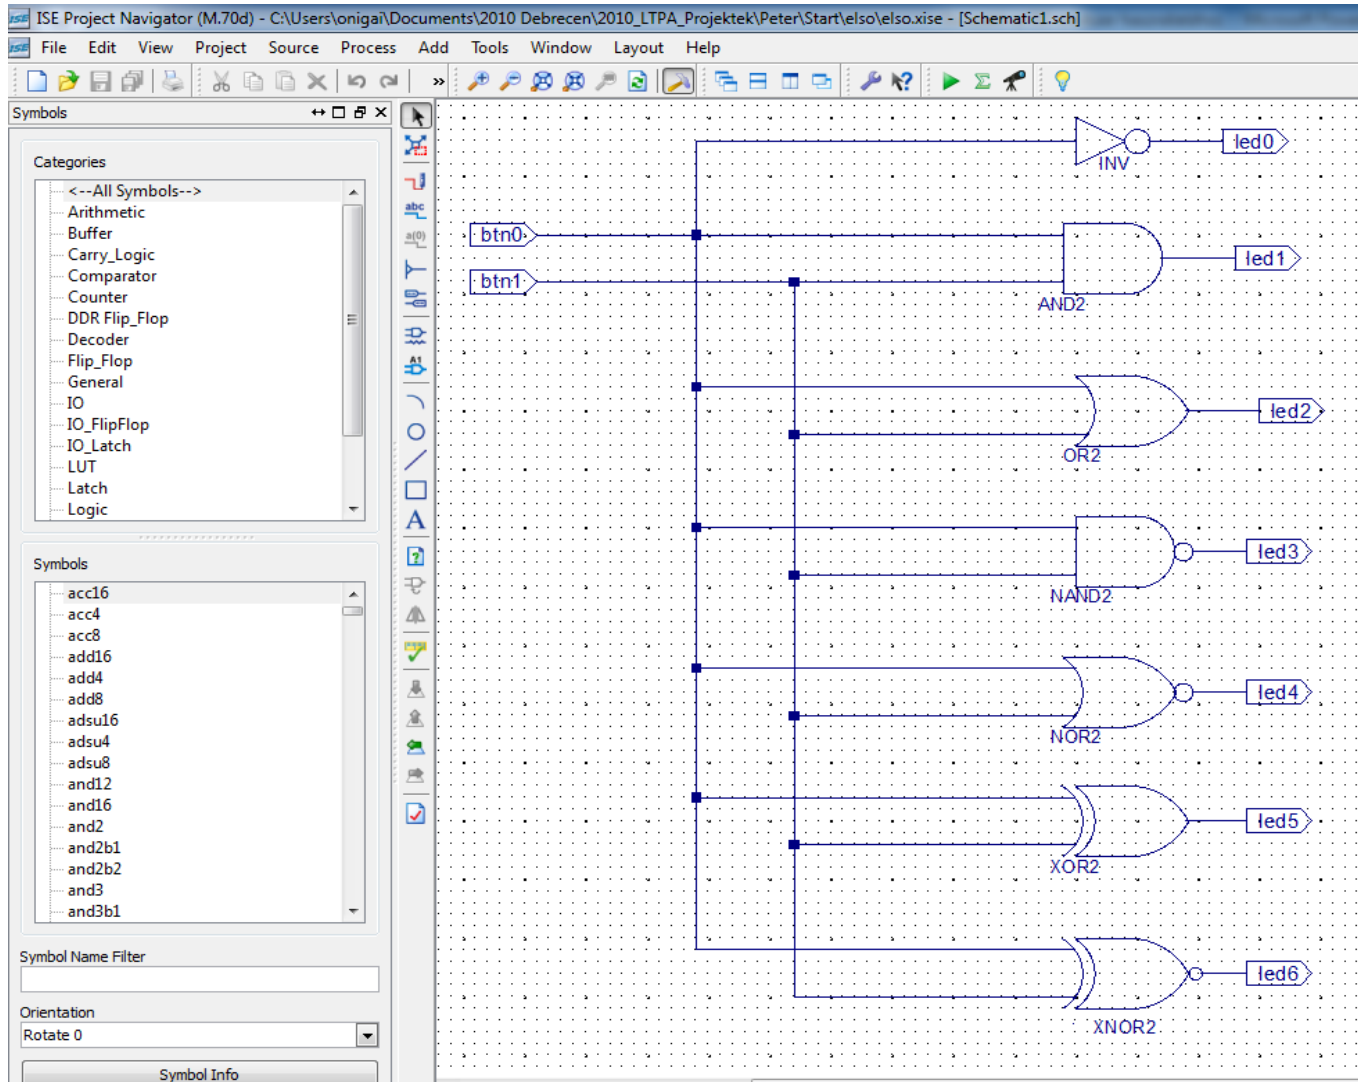 ISE Project Navigator (M.70d) - C:\Users\onigai\Documents\2010 Debrecen\2010_LTPA_Projektek\Peter\Start\elso\elso.xise - [Schematic1.sch]
ISE File Edit View Project Source Process Add Tools Window Layout Help
Symbols
Categories
<--All Symbols-->
Arithmetic
Buffer
Carry_Logic
Comparator
Counter
DDR Flip_Flop
Decoder
Flip_Flop
General
IO
IO_FlipFlop
IO_Latch
LUT
Latch
Logic
Symbols
acc16
acc4
acc8
add16
add4
add8
adsu16
adsu4
adsu8
and12
and16
and2
and2b1
and2b2
and3
and3b1
Symbol Name Filter
Orientation
Rotate 0
Symbol Info
abc
a(0)
A1
A
led0
INV
btn0
led1
btn1
AND2
led2
OR2
led3
NAND2
led4
NOR2
led5
XOR2
led6
XNOR2